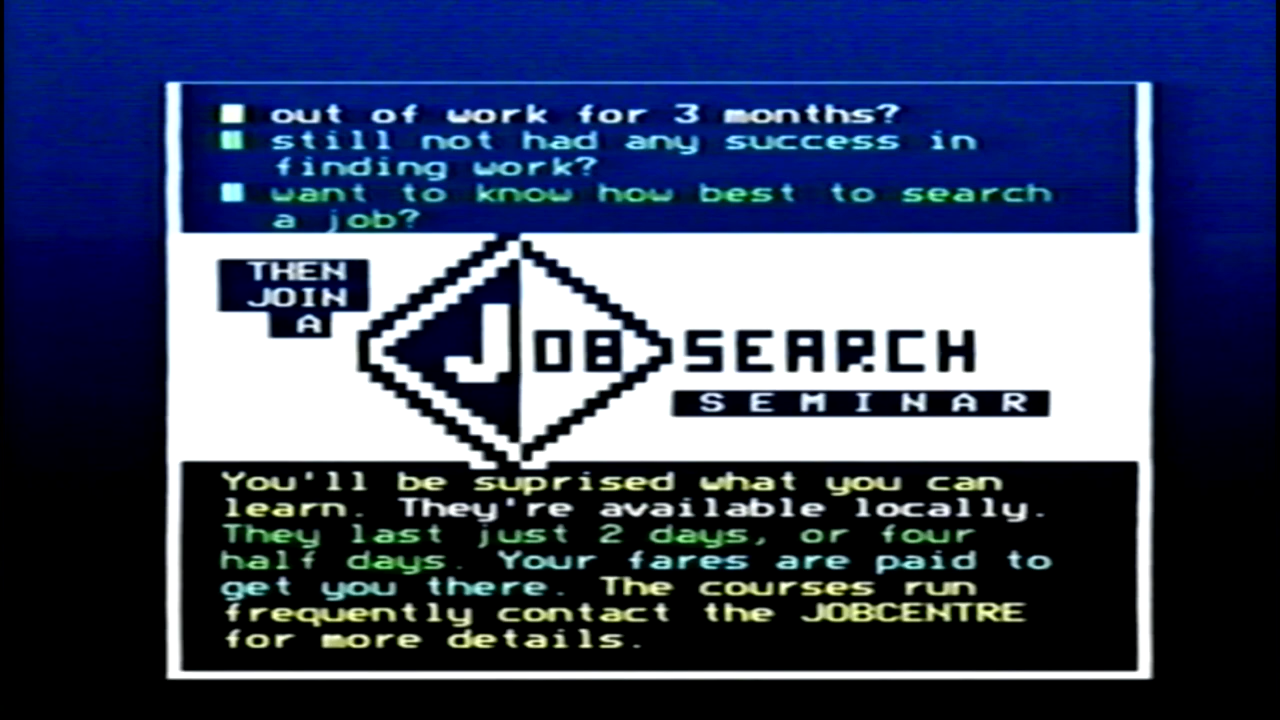 out of work for 3 months?
still not had any success in
finding work?
want to know how best to search
a job?
THEN
JOIN
A
JOB SEARCH
SEMINAR
You'll be suprised what you can
learn. They're available locally.
They last just 2 days, or four
half days. Your fares are paid to
get you there. The courses run
frequently contact the JOBCENTRE
for more details.